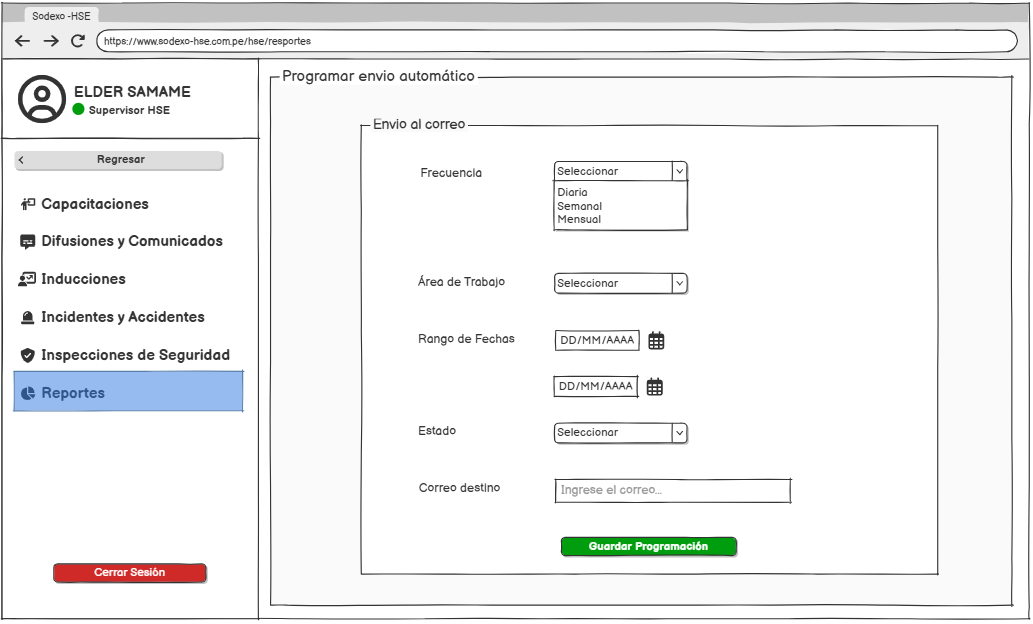 Sodexo -HSE
https://www.sodexo-hse.com.pe/hse/resportes
ELDER SAMAME
Supervisor HSE
Regresar
Capacitaciones
Difusiones y Comunicados
Inducciones
Incidentes y Accidentes
Inspecciones de Seguridad
Reportes
Cerrar Sesión
Programar envio automático
Envio al correo
Frecuencia
Seleccionar
Diaria
Semanal
Mensual
Área de Trabajo
Seleccionar
Rango de Fechas
DD/MM/AAAA
DD/MM/AAAA
Estado
Seleccionar
Correo destino
Ingrese el correo...
Guardar Programación